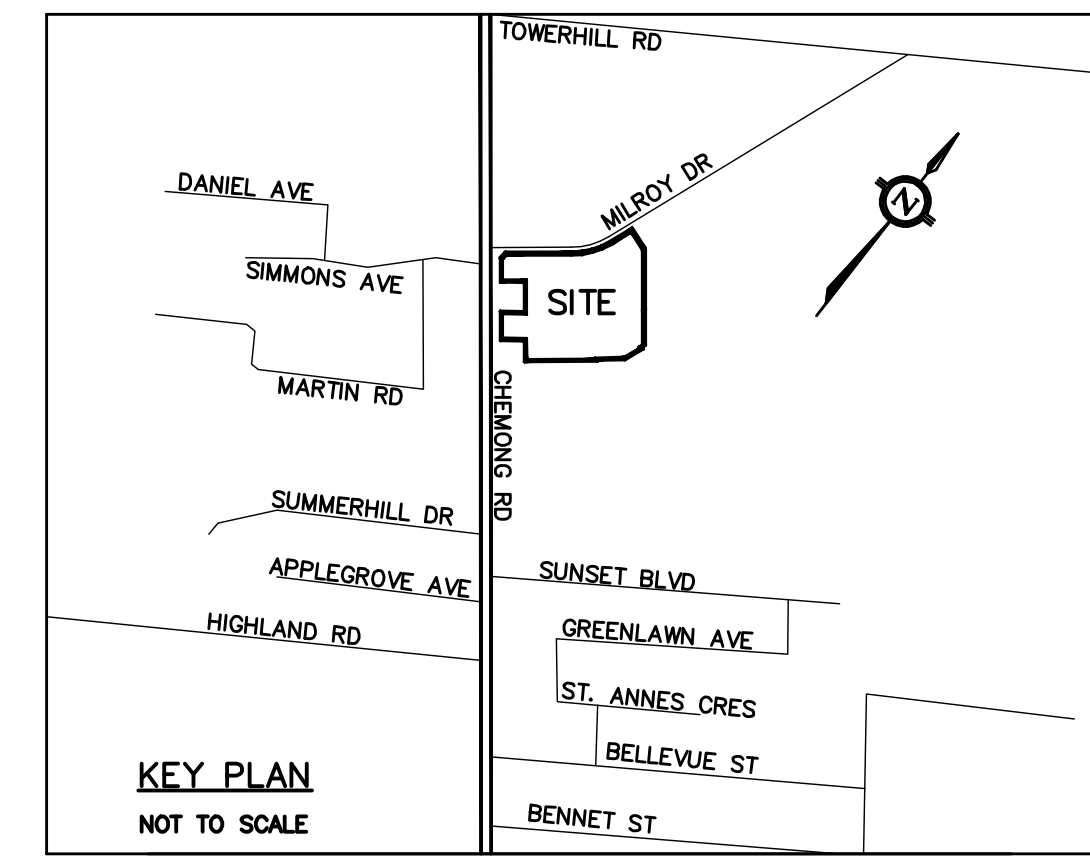 TOWERHILL RD
MILROY DR
DANIEL AVE
N
SIMMONS AVE
SITE
MARTIN RD
CHEMONG RD
SUMMERHILL DR
APPLEGROVE AVE
SUNSET BLVD
HIGHLAND RD
GREENLAWN AVE
ST. ANNES CRES
BELLEVUE ST
KEY PLAN
BENNET ST
NOT TO SCALE